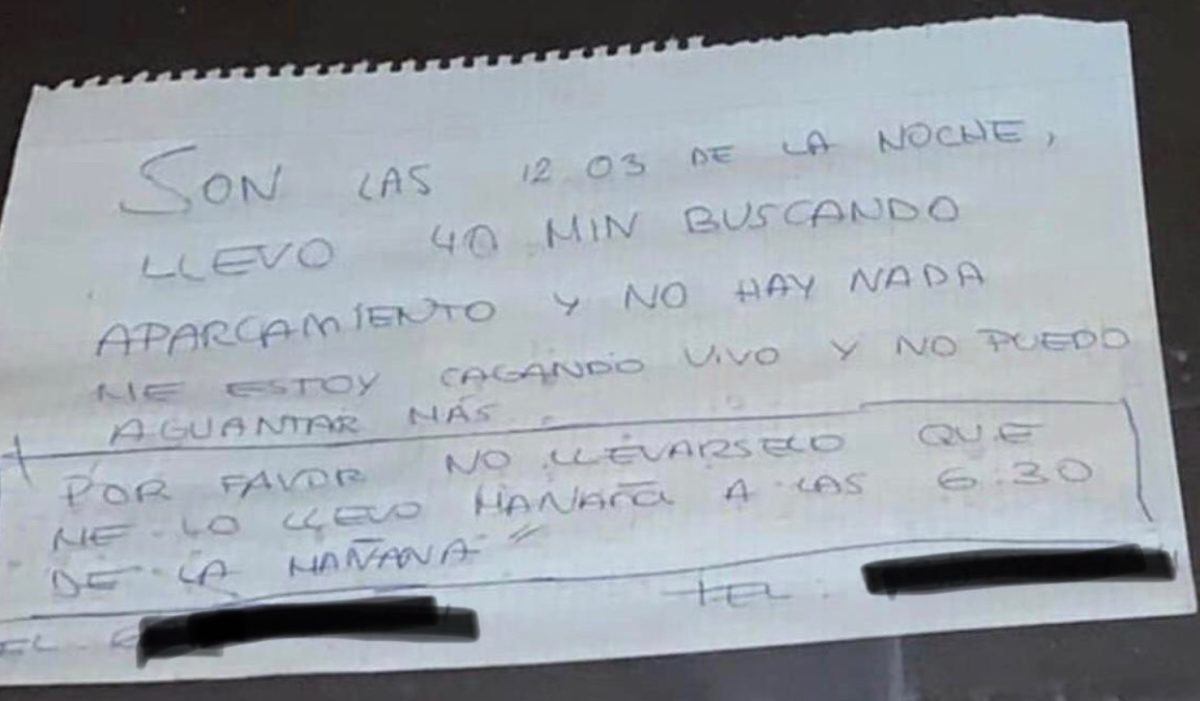 SON LAS 12 03 DE LA NOCHE,
LLEVO 40 MIN BUSCANDO
APARCAMIENTO Y NO HAY NADA
ME ESTOY CAGANDO VIVO Y NO PUEDO
AGUANTAR MÁS.
POR FAVOR NO LLEVARSELO QUE
ME LO LLEVO MAÑANA A LAS 6.30
DE LA MAÑANA
TEL: